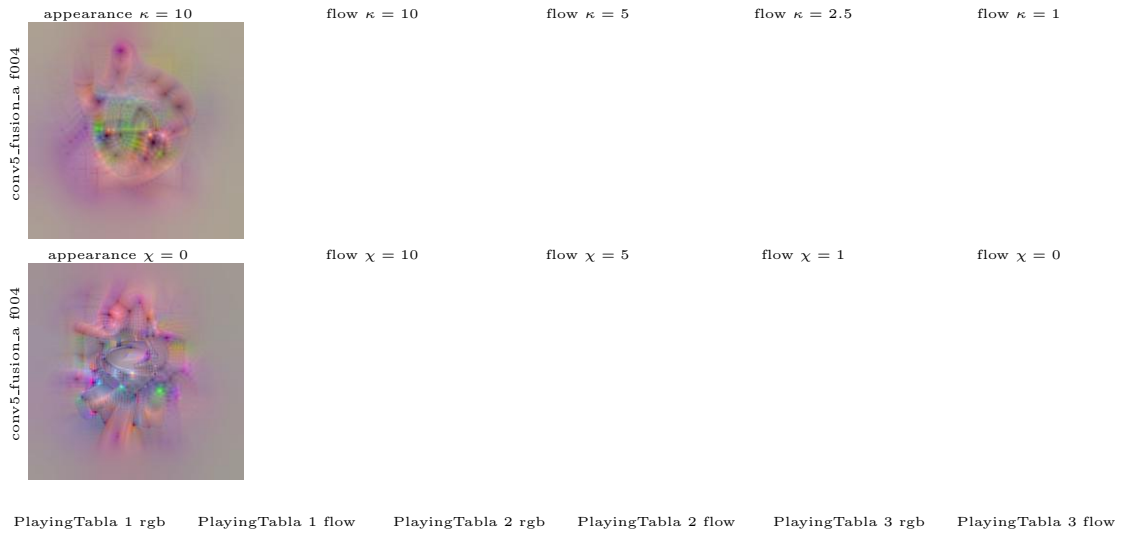 appearance κ = 10 flow κ = 10 flow κ = 5 flow κ = 2.5 flow κ = 1
conv5_fusion_a f004
appearance χ = 0 flow χ = 10 flow χ = 5 flow χ = 1 flow χ = 0
conv5_fusion_a f004
PlayingTabla 1 rgb PlayingTabla 1 flow PlayingTabla 2 rgb PlayingTabla 2 flow PlayingTabla 3 rgb PlayingTabla 3 flow